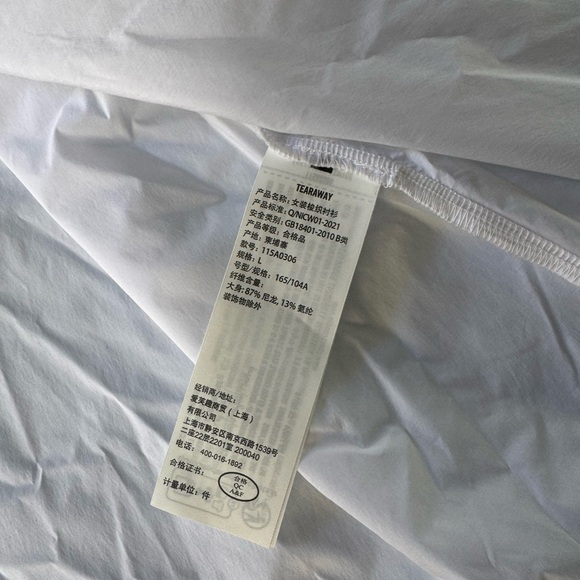 TEARAWAY
产品名称: 女装梭织衬衫
产品标准: Q/NICW01-2021
安全类别: GB18401-2010 B类
产品等级: 合格品
产地: 柬埔寨
款号: 115A0306
规格: L
号型/规格: 165/104A
纤维含量:
大身: 87% 尼龙, 13% 氨纶
装饰物除外
经销商/地址:
爱芙趣商贸 (上海)
有限公司
上海市静安区南京西路1539号
二座22层2201室 200040
电话: 400-016-1892
合格证书:
合格
QC
A&F
计量单位: 件